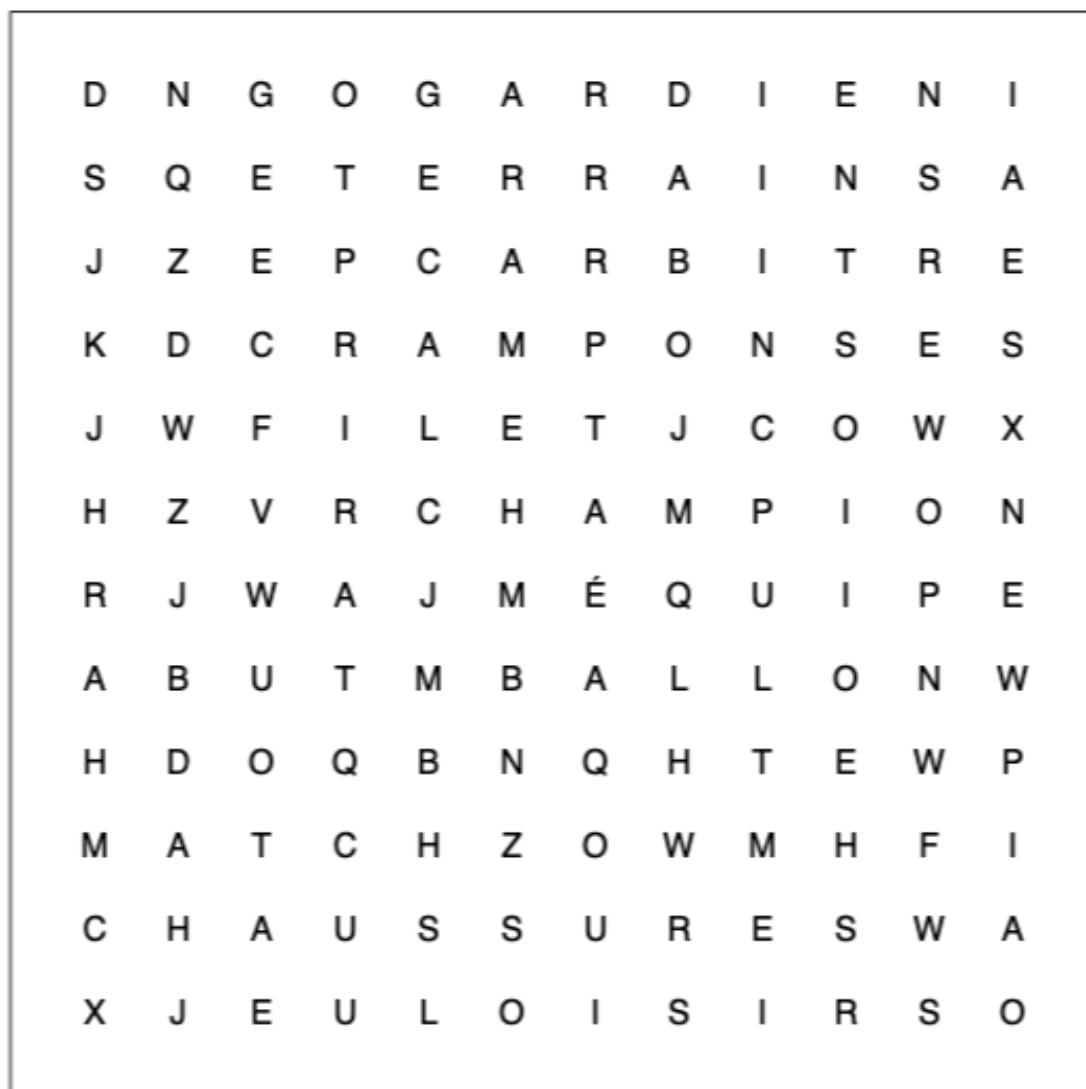 D N G O G A R D I E N I
S Q E T E R R A I N S A
J Z E P C A R B I T R E
K D C R A M P O N S E S
J W F I L E T J C O W X
H Z V R C H A M P I O N
R J W A J M É Q U I P E
A B U T M B A L L O N W
H D O Q B N Q H T E W P
M A T C H Z O W M H F I
C H A U S S U R E S W A
X J E U L O I S I R S O